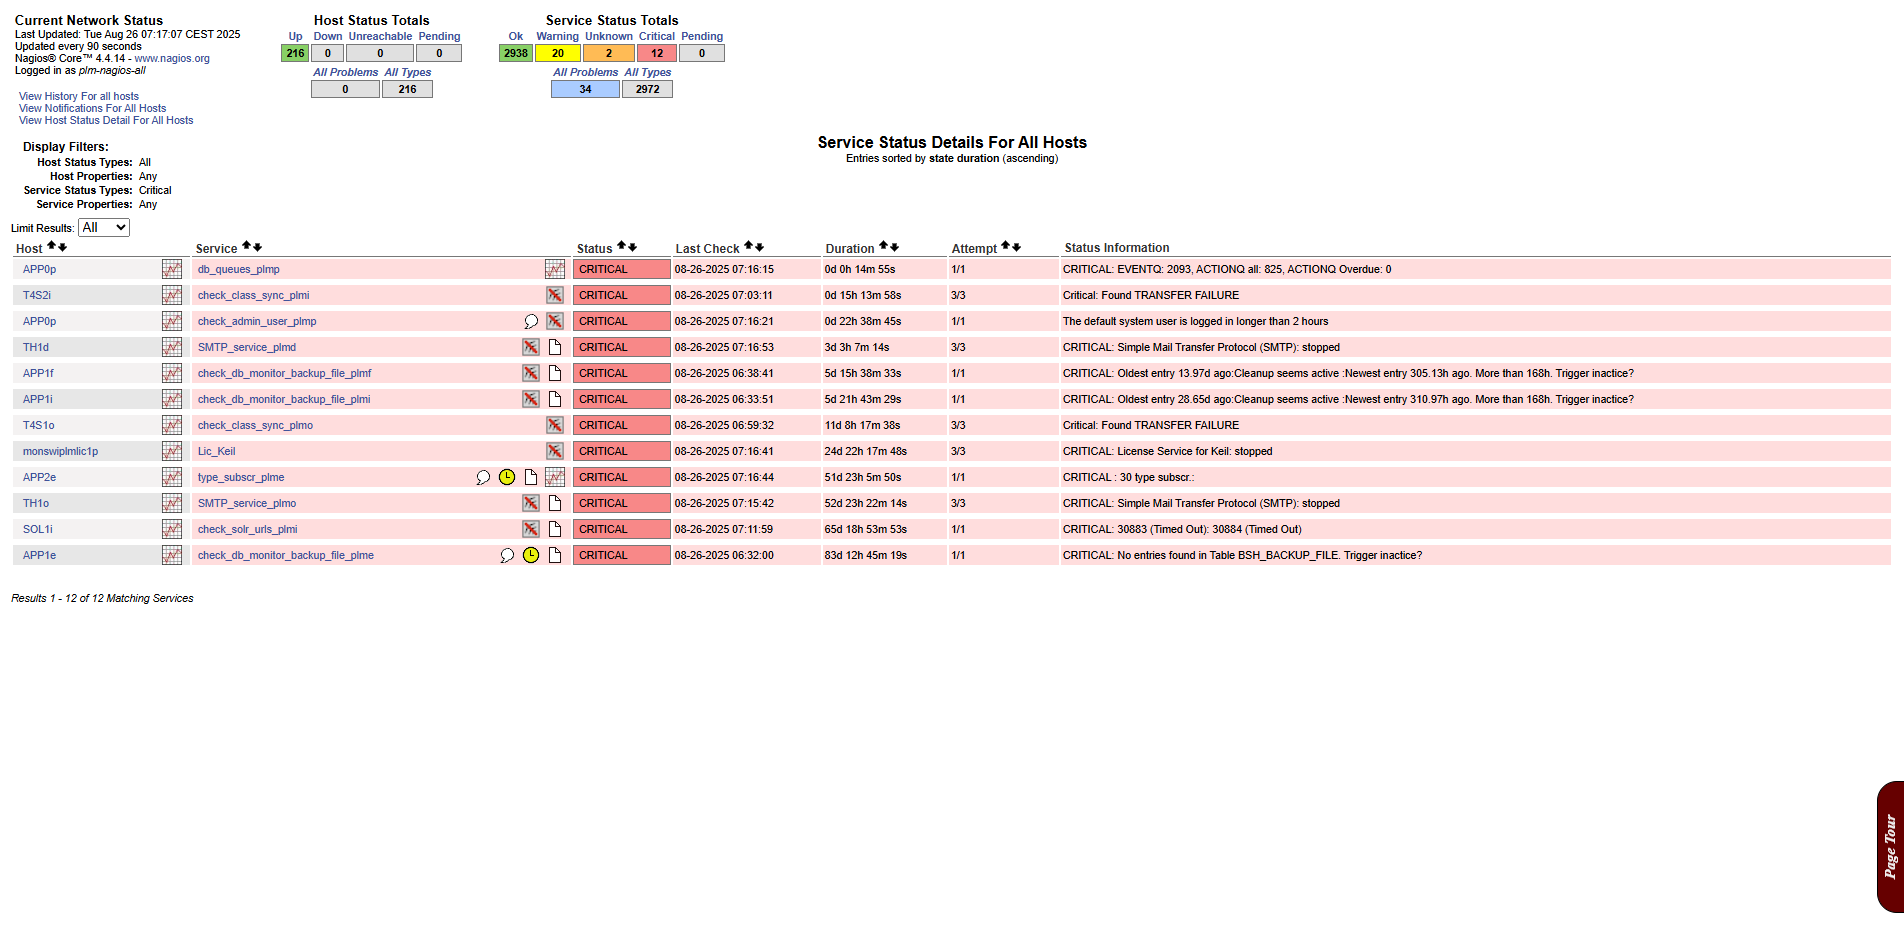 Current Network Status
Last Updated: Tue Aug 26 07:17:07 CEST 2025
Updated every 90 seconds
Nagios® Core™ 4.4.14 - www.nagios.org
Logged in as plm-nagios-all
View History For all hosts
View Notifications For All Hosts
View Host Status Detail For All Hosts
Host Status Totals
Up Down Unreachable Pending
216 0 0 0
All Problems All Types
0 216
Service Status Totals
Ok Warning Unknown Critical Pending
2938 20 2 12 0
All Problems All Types
34 2972
Display Filters:
Host Status Types: All
Host Properties: Any
Service Status Types: Critical
Service Properties: Any
Service Status Details For All Hosts
Entries sorted by state duration (ascending)
Limit Results: All
Host Service Status Last Check Duration Attempt Status Information
APP0p db_queues_plmp CRITICAL 08-26-2025 07:16:15 0d 0h 14m 55s 1/1 CRITICAL: EVENTQ: 2093, ACTIONQ all: 825, ACTIONQ Overdue: 0
T4S2i check_class_sync_plmi CRITICAL 08-26-2025 07:03:11 0d 15h 13m 58s 3/3 Critical: Found TRANSFER FAILURE
APP0p check_admin_user_plmp CRITICAL 08-26-2025 07:16:21 0d 22h 38m 45s 1/1 The default system user is logged in longer than 2 hours
TH1d SMTP_service_plmd CRITICAL 08-26-2025 07:16:53 3d 3h 7m 14s 3/3 CRITICAL: Simple Mail Transfer Protocol (SMTP): stopped
APP1f check_db_monitor_backup_file_plmf CRITICAL 08-26-2025 06:38:41 5d 15h 38m 33s 1/1 CRITICAL: Oldest entry 13.97d ago:Cleanup seems active :Newest entry 305.13h ago. More than 168h. Trigger inactice?
APP1i check_db_monitor_backup_file_plmi CRITICAL 08-26-2025 06:33:51 5d 21h 43m 29s 1/1 CRITICAL: Oldest entry 28.65d ago:Cleanup seems active :Newest entry 310.97h ago. More than 168h. Trigger inactice?
T4S1o check_class_sync_plmo CRITICAL 08-26-2025 06:59:32 11d 8h 17m 38s 3/3 Critical: Found TRANSFER FAILURE
monswiplmlic1p Lic_Keil CRITICAL 08-26-2025 07:16:41 24d 22h 17m 48s 3/3 CRITICAL: License Service for Keil: stopped
APP2e type_subscr_plme CRITICAL 08-26-2025 07:16:44 51d 23h 5m 50s 1/1 CRITICAL : 30 type subscr.:
TH1o SMTP_service_plmo CRITICAL 08-26-2025 07:15:42 52d 23h 22m 14s 3/3 CRITICAL: Simple Mail Transfer Protocol (SMTP): stopped
SOL1i check_solr_urls_plmi CRITICAL 08-26-2025 07:11:59 65d 18h 53m 53s 1/1 CRITICAL: 30883 (Timed Out): 30884 (Timed Out)
APP1e check_db_monitor_backup_file_plme CRITICAL 08-26-2025 06:32:00 83d 12h 45m 19s 1/1 CRITICAL: No entries found in Table BSH_BACKUP_FILE. Trigger inactice?
Results 1 - 12 of 12 Matching Services
Page Tour